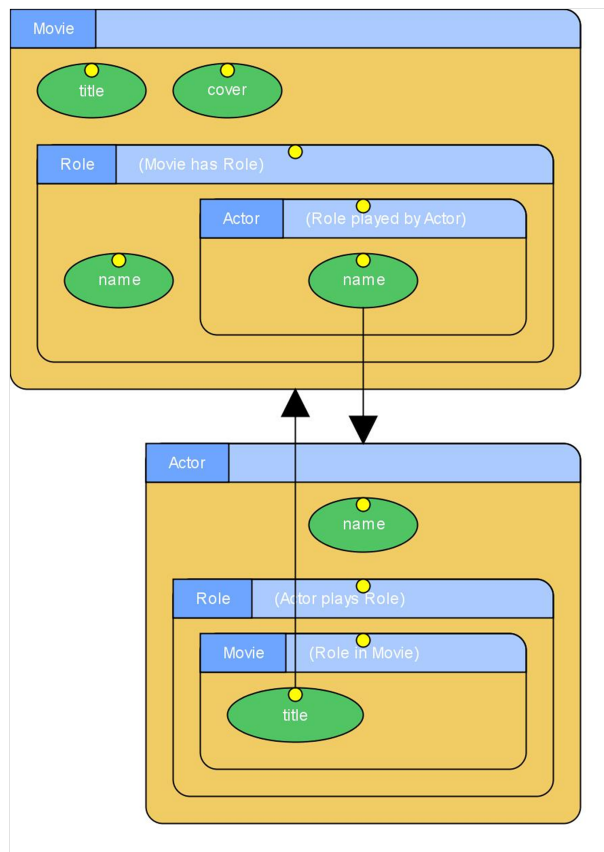 Movie
title
cover
Role (Movie has Role)
Actor (Role played by Actor)
name
name
Actor
name
Role (Actor plays Role)
Movie (Role in Movie)
title